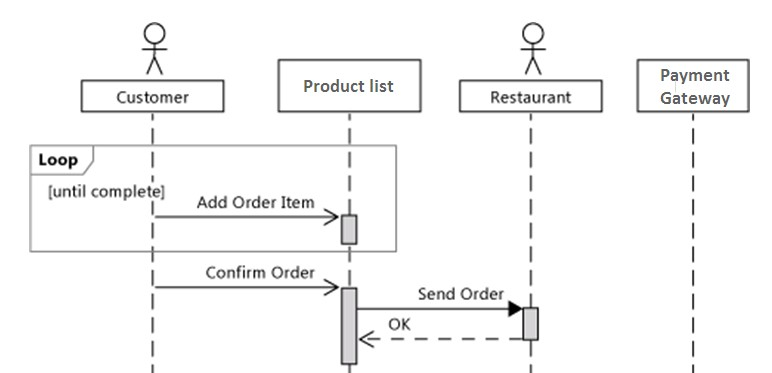 Customer
Product list
Restaurant
Payment
Gateway
Loop
[until complete]
Add Order Item
Confirm Order
Send Order
OK